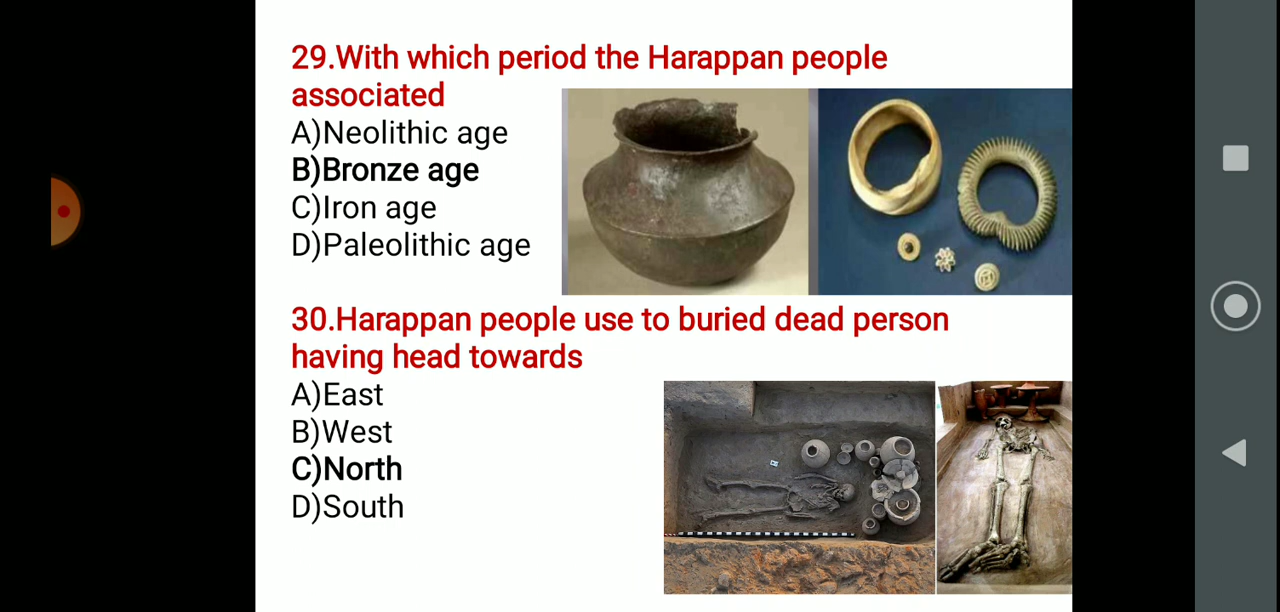 29.With which period the Harappan people
associated
A)Neolithic age
B)Bronze age
C)Iron age
D)Paleolithic age
30.Harappan people use to buried dead person
having head towards
A)East
B)West
C)North
D)South